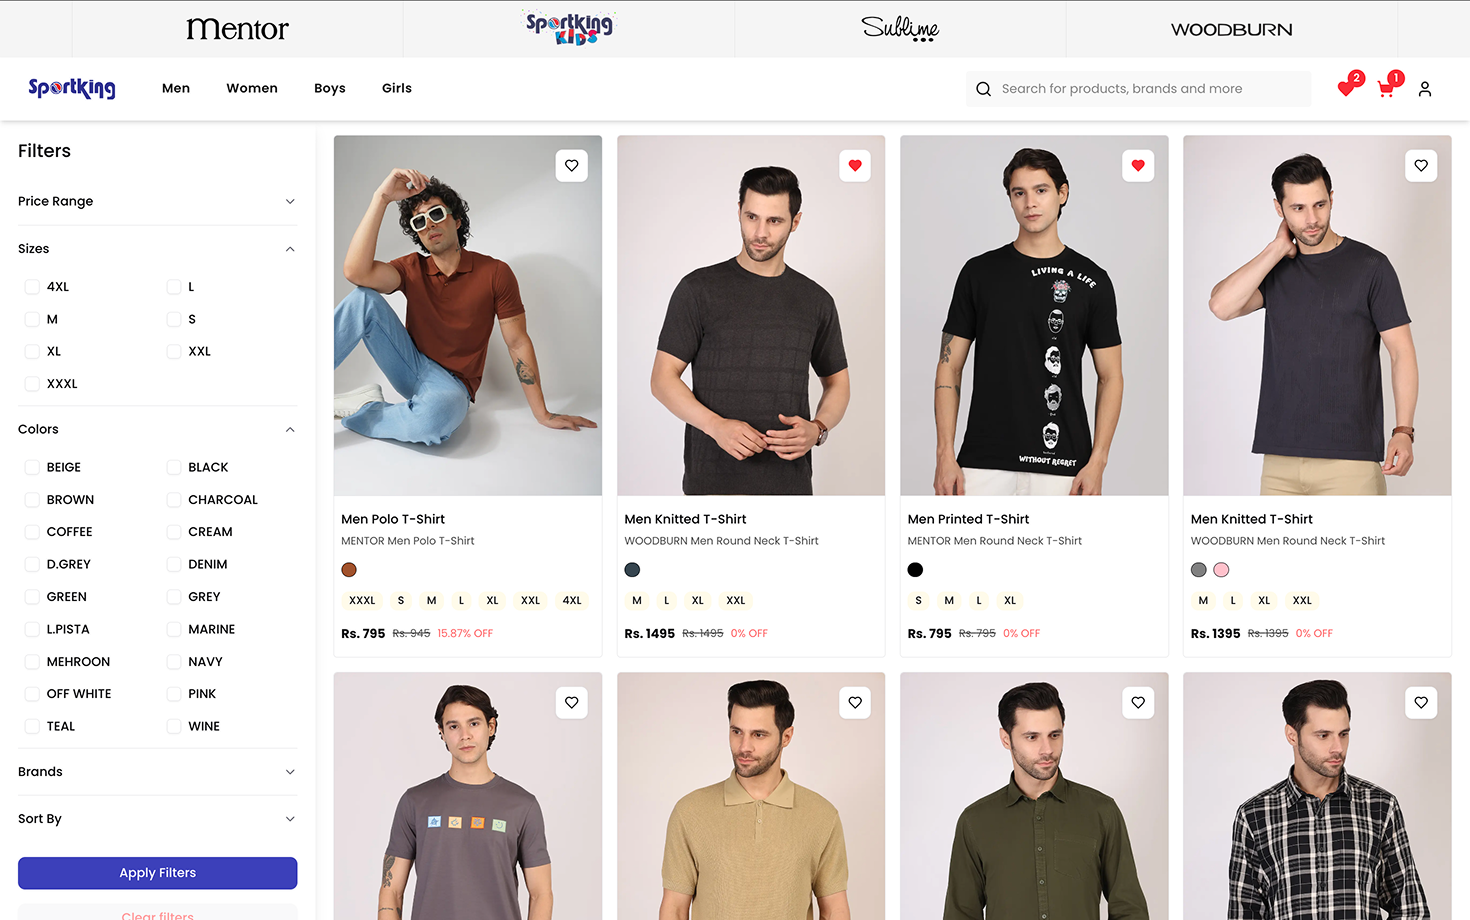 Mentor
Sportking KIDS
Sublime
WOODBURN
Sportking
Men
Women
Boys
Girls
Search for products, brands and more
2
1
Filters
Price Range
Sizes
4XL
L
M
S
XL
XXL
XXXL
Colors
BEIGE
BLACK
BROWN
CHARCOAL
COFFEE
CREAM
D.GREY
DENIM
GREEN
GREY
L.PISTA
MARINE
MEHROON
NAVY
OFF WHITE
PINK
TEAL
WINE
Brands
Sort By
Apply Filters
Clear filters
Men Polo T-Shirt
MENTOR Men Polo T-Shirt
XXXL S M L XL XXL 4XL
Rs. 795 Rs. 945 15.87% OFF
Men Knitted T-Shirt
WOODBURN Men Round Neck T-Shirt
M L XL XXL
Rs. 1495 Rs. 1495 0% OFF
LIVING A LIFE
WITHOUT REGRET
Men Printed T-Shirt
MENTOR Men Round Neck T-Shirt
S M L XL
Rs. 795 Rs. 795 0% OFF
Men Knitted T-Shirt
WOODBURN Men Round Neck T-Shirt
M L XL XXL
Rs. 1395 Rs. 1395 0% OFF